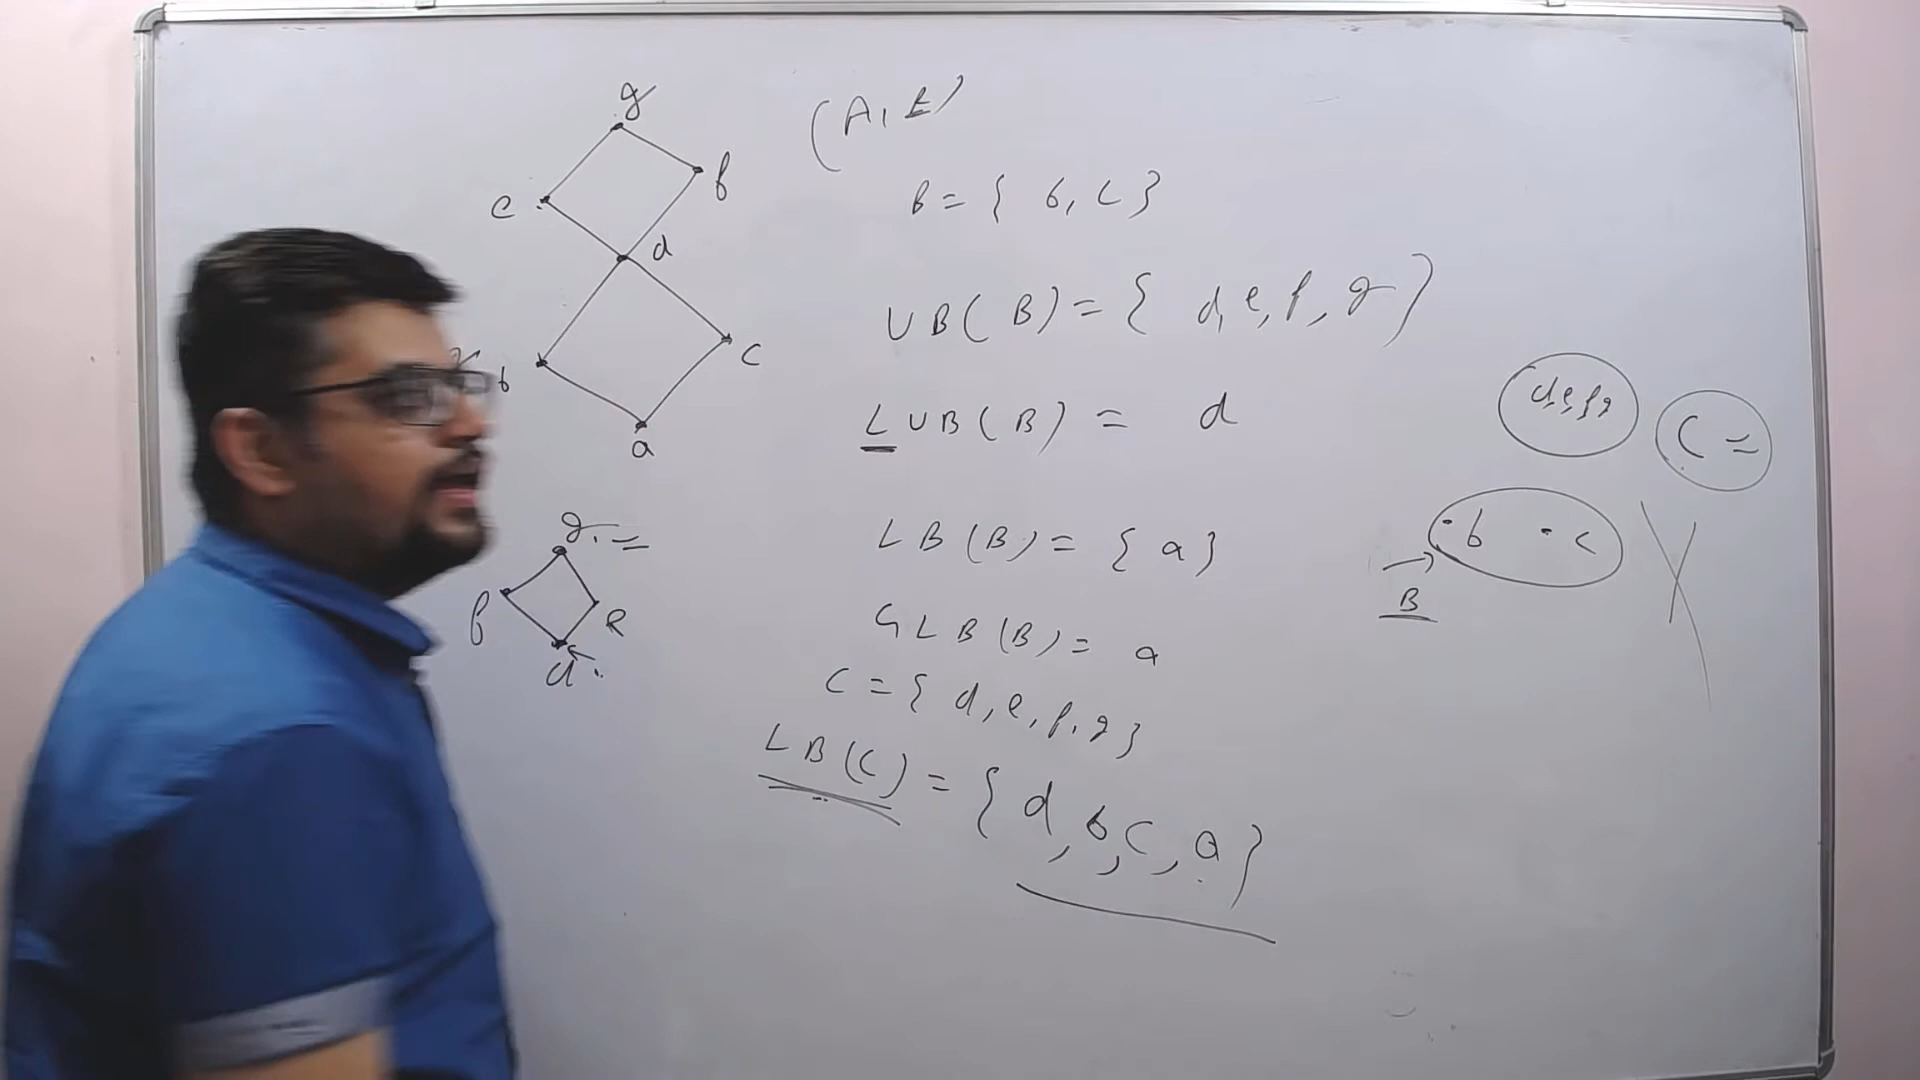 g
f
e
d
b
c
a
(A, ≤)
B = { b, c }
UB(B) = { d, e, f, g }
LUB(B) = d
LB(B) = { a }
GLB(B) = a
C = { d, e, f, g }
LB(C) = { d, b, c, a }
g
f
e
d
d, e, f, g
C =
b c
B